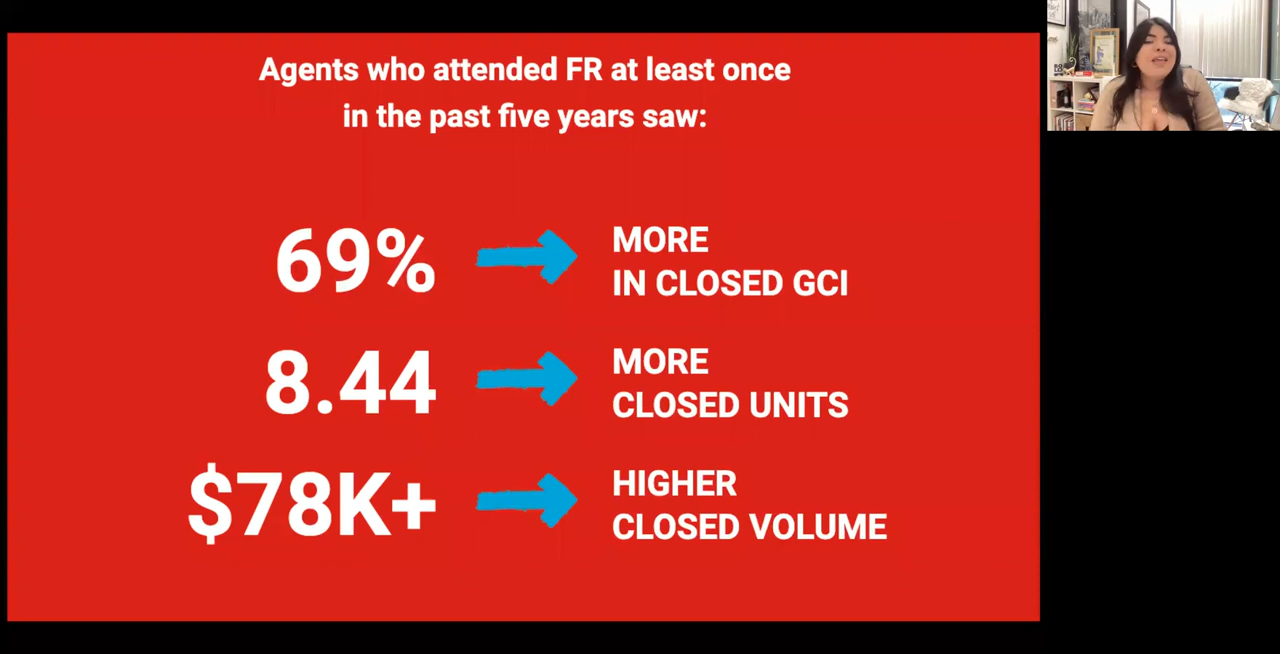 Agents who attended FR at least once
in the past five years saw:
69%
MORE
IN CLOSED GCI
8.44
MORE
CLOSED UNITS
$78K+
HIGHER
CLOSED VOLUME